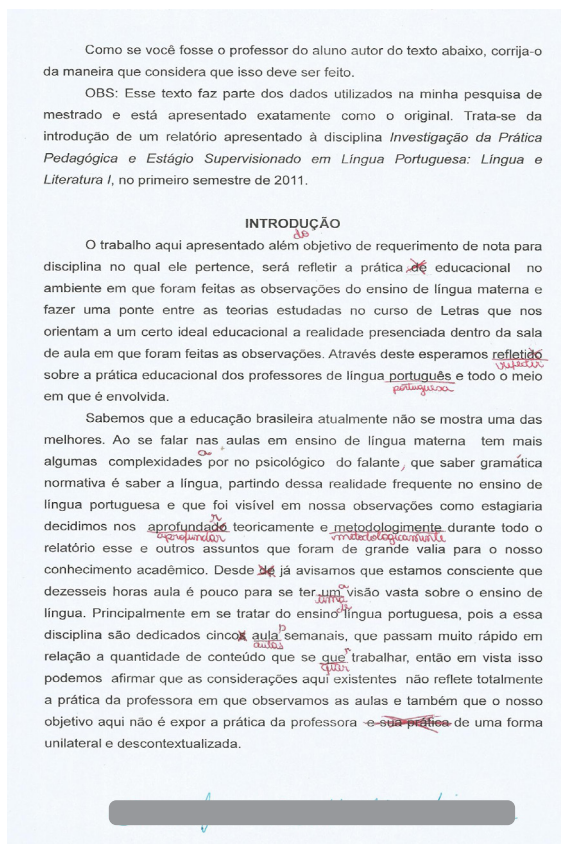 Como se você fosse o professor do aluno autor do texto abaixo, corrija-o
da maneira que considera que isso deve ser feito.
OBS: Esse texto faz parte dos dados utilizados na minha pesquisa de
mestrado e está apresentado exatamente como o original. Trata-se da
introdução de um relatório apresentado à disciplina Investigação da Prática
Pedagógica e Estágio Supervisionado em Língua Portuguesa: Língua e
Literatura I, no primeiro semestre de 2011.
INTRODUÇÃO
do
O trabalho aqui apresentado além objetivo de requerimento de nota para
disciplina no qual ele pertence, será refletir a prática de educacional no
ambiente em que foram feitas as observações do ensino de língua materna e
fazer uma ponte entre as teorias estudadas no curso de Letras que nos
orientam a um certo ideal educacional a realidade presenciada dentro da sala
de aula em que foram feitas as observações. Através deste esperamos refletido
refletir
sobre a prática educacional dos professores de língua português e todo o meio
portuguesa
em que é envolvida.
Sabemos que a educação brasileira atualmente não se mostra uma das
melhores. Ao se falar nas aulas em ensino de língua materna tem mais
algumas complexidades por no psicológico do falante, que saber gramática
normativa é saber a língua, partindo dessa realidade frequente no ensino de
língua portuguesa e que foi visível em nossa observações como estagiaria
r
decidimos nos aprofundado teoricamente e metodologimente durante todo o
aprofundar metodologicamente
relatório esse e outros assuntos que foram de grande valia para o nosso
conhecimento acadêmico. Desde de já avisamos que estamos consciente que
a
dezesseis horas aula é pouco para se ter um visão vasta sobre o ensino de
uma de
língua. Principalmente em se tratar do ensino língua portuguesa, pois a essa
s
disciplina são dedicados cincos aula semanais, que passam muito rápido em
aulas r
relação a quantidade de conteúdo que se que trabalhar, então em vista isso
quer
podemos afirmar que as considerações aqui existentes não reflete totalmente
a prática da professora em que observamos as aulas e também que o nosso
objetivo aqui não é expor a prática da professora e sua prática de uma forma
unilateral e descontextualizada.